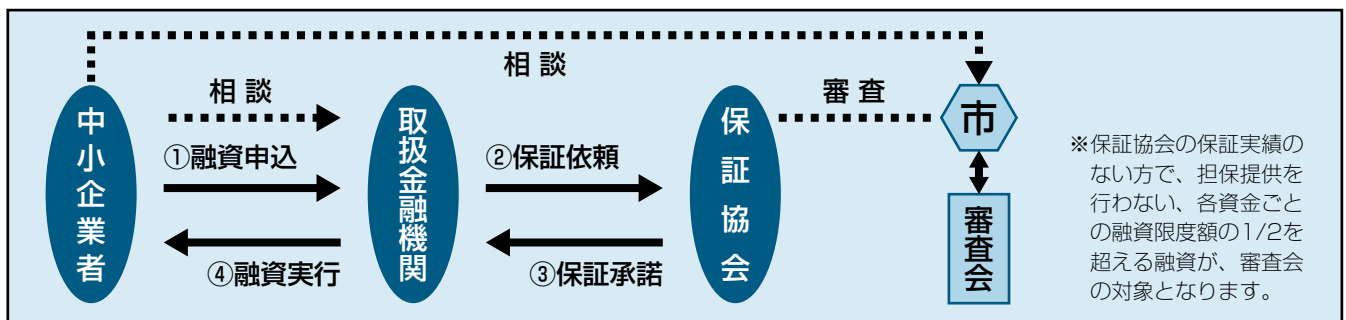 相談
相談
審査
中小企業者
①融資申込
④融資実行
取扱金融機関
②保証依頼
③保証承諾
保証協会
市
審査会
※保証協会の保証実績の
ない方で、担保提供を
行わない、各資金ごと
の融資限度額の1/2を
超える融資が、審査会
の対象となります。